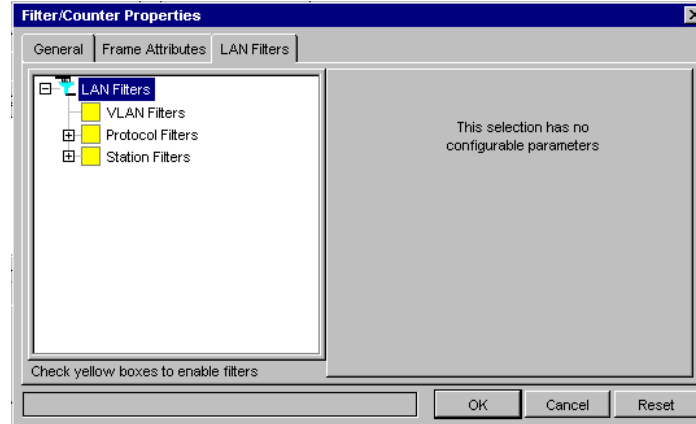 Filter/Counter Properties
General Frame Attributes LAN Filters
LAN Filters
VLAN Filters
Protocol Filters
Station Filters
This selection has no
configurable parameters
Check yellow boxes to enable filters
OK Cancel Reset